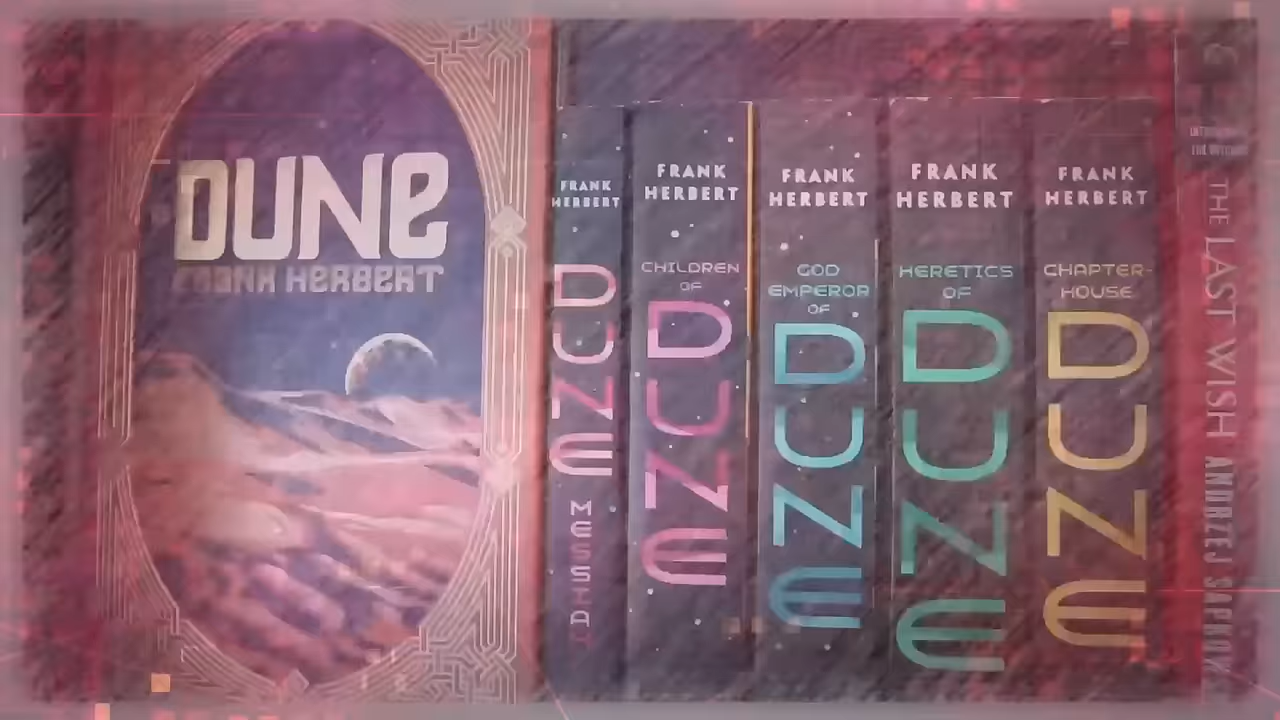 DUNE
FRANK HERBERT
FRANK
HERBERT
DUNE
MESSIAH
FRANK
HERBERT
CHILDREN
OF
DUNE
FRANK
HERBERT
GOD
EMPEROR
OF
DUNE
FRANK
HERBERT
HERETICS
OF
DUNE
FRANK
HERBERT
CHAPTER-
HOUSE
DUNE
THE LAST WISH ANDRZEJ